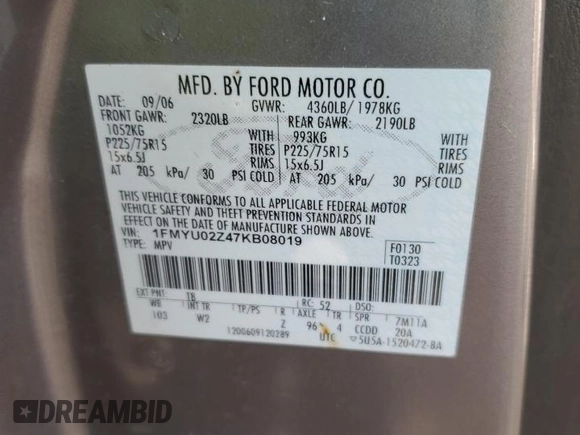 MFD. BY FORD MOTOR CO.
DATE: 09/06 GVWR: 4360LB/ 1978KG
FRONT GAWR: 2320LB REAR GAWR: 2190LB
1052KG WITH 993KG WITH
P225/75R15 TIRES P225/75R15 TIRES
15x6.5J RIMS 15x6.5J RIMS
AT 205 kPa/ 30 PSI COLD AT 205 kPa/ 30 PSI COLD
THIS VEHICLE CONFORMS TO ALL APPLICABLE FEDERAL MOTOR
VEHICLE SAFETY AND THEFT PREVENTION STANDARDS IN
EFFECT ON THE DATE OF MANUFACTURE SHOWN ABOVE.
VIN: 1FMYU02Z47KB08019
TYPE: MPV
F0130
T0323
EXT PNT: TB RC: 52 DSO:
WB INT TR TP/PS R AXLE TR SPR 7M11A
103 W2 Z 96 4 CCDD 20A
1200609120289 UTC 5U5A-1520472-BA
Ford
DREAMBID